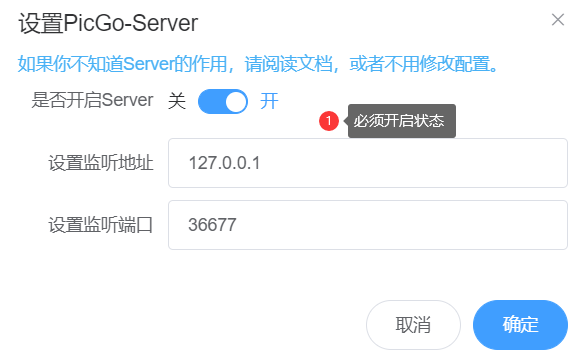 设置PicGo-Server
如果你不知道Server的作用，请阅读文档，或者不用修改配置。
是否开启Server 关 开
1 必须开启状态
设置监听地址 127.0.0.1
设置监听端口 36677
取消 确定